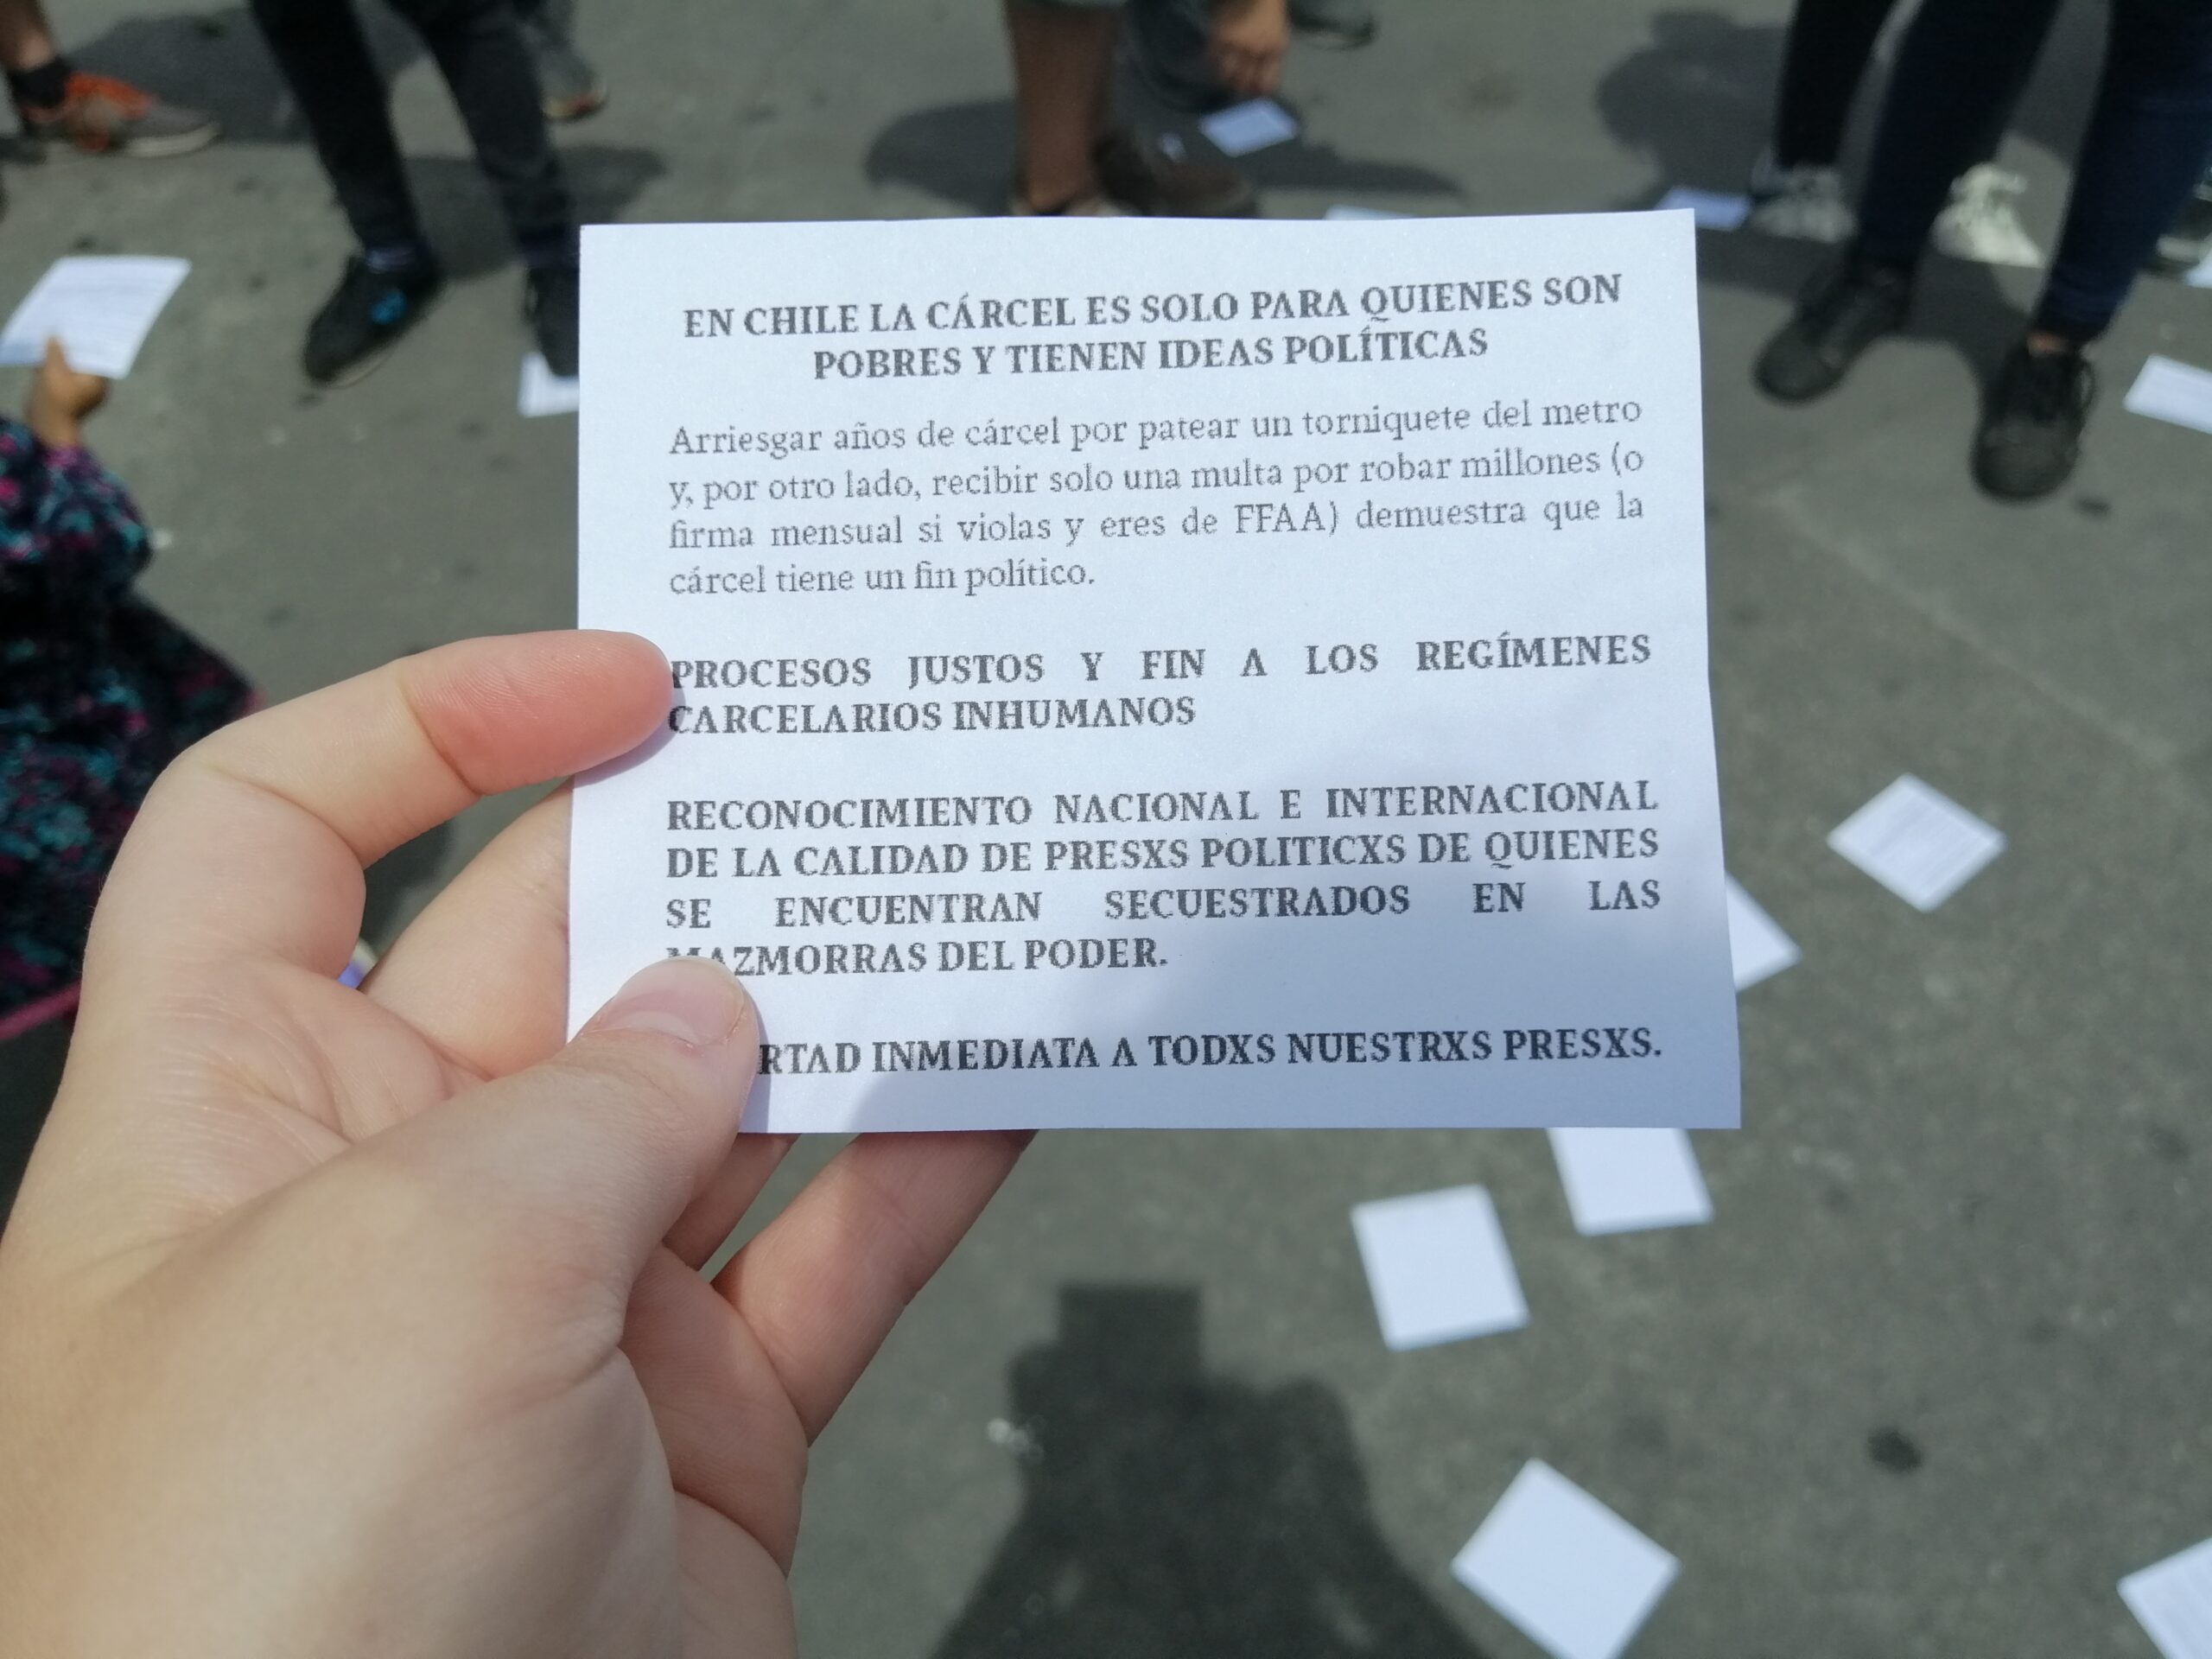 EN CHILE LA CÁRCEL ES SOLO PARA QUIENES SON
POBRES Y TIENEN IDEAS POLÍTICAS
Arriesgar años de cárcel por patear un torniquete del metro
y, por otro lado, recibir solo una multa por robar millones (o
firma mensual si violas y eres de FFAA) demuestra que la
cárcel tiene un fin político.
PROCESOS JUSTOS Y FIN A LOS REGÍMENES
CARCELARIOS INHUMANOS
RECONOCIMIENTO NACIONAL E INTERNACIONAL
DE LA CALIDAD DE PRESXS POLITICXS DE QUIENES
SE ENCUENTRAN SECUESTRADOS EN LAS
MAZMORRAS DEL PODER.
RTAD INMEDIATA A TODXS NUESTRXS PRESXS.